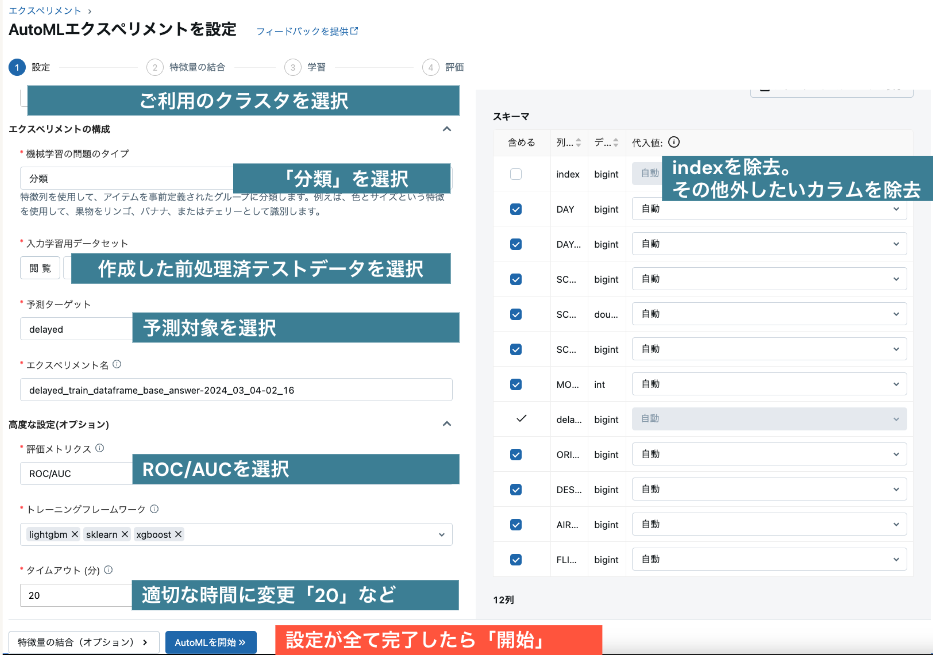 エクスペリメント ›
AutoMLエクスペリメントを設定
フィードバックを提供
1 設定
2 特徴量の結合
3 学習
4 評価
ご利用のクラスタを選択
エクスペリメントの構成
* 機械学習の問題のタイプ
分類
「分類」を選択
特徴列を使用して、アイテムを事前定義されたグループに分類します。例えば、色とサイズという特徴
を使用して、果物をリンゴ、バナナ、またはチェリーとして識別します。
* 入力学習用データセット
閲覧
作成した前処理済テストデータを選択
* 予測ターゲット
delayed
予測対象を選択
* エクスペリメント名
delayed_train_dataframe_base_answer-2024_03_04-02_16
高度な設定(オプション)
* 評価メトリクス
ROC/AUC
ROC/AUCを選択
* トレーニングフレームワーク
lightgbm × sklearn × xgboost ×
* タイムアウト (分)
20
適切な時間に変更「20」など
特徴量の結合（オプション） ›
AutoMLを開始 »
設定が全て完了したら「開始」
スキーマ
含める 列... デ... 代入値:
index bigint 自動
indexを除去。
その他外したいカラムを除去
DAY bigint 自動
DAY... bigint 自動
SC... bigint 自動
SC... dou... 自動
SC... bigint 自動
MO... int 自動
dela... bigint 自動
ORI... bigint 自動
DES... bigint 自動
AIR... bigint 自動
FLI... bigint 自動
12列